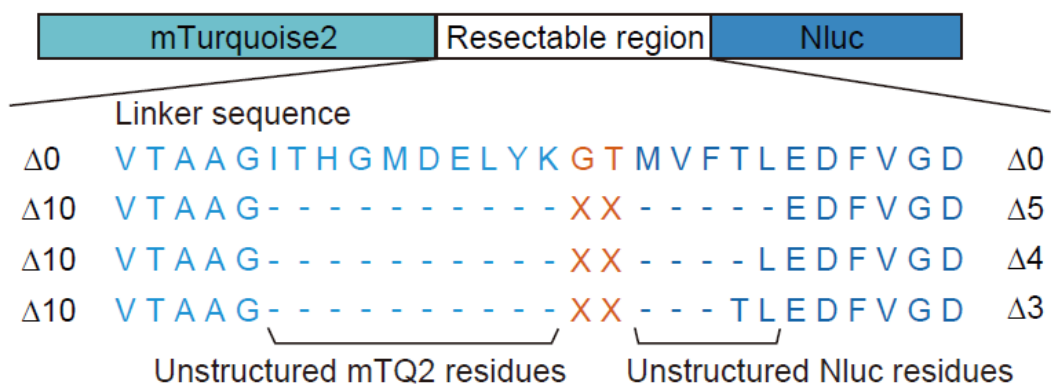 mTurquoise2 Resectable region Nluc
Linker sequence
Δ0 V T A A G I T H G M D E L Y K G T M V F T L E D F V G D Δ0
Δ10 V T A A G - - - - - - - - - - X X - - - - - E D F V G D Δ5
Δ10 V T A A G - - - - - - - - - - X X - - - - L E D F V G D Δ4
Δ10 V T A A G - - - - - - - - - - X X - - - T L E D F V G D Δ3
Unstructured mTQ2 residues Unstructured Nluc residues